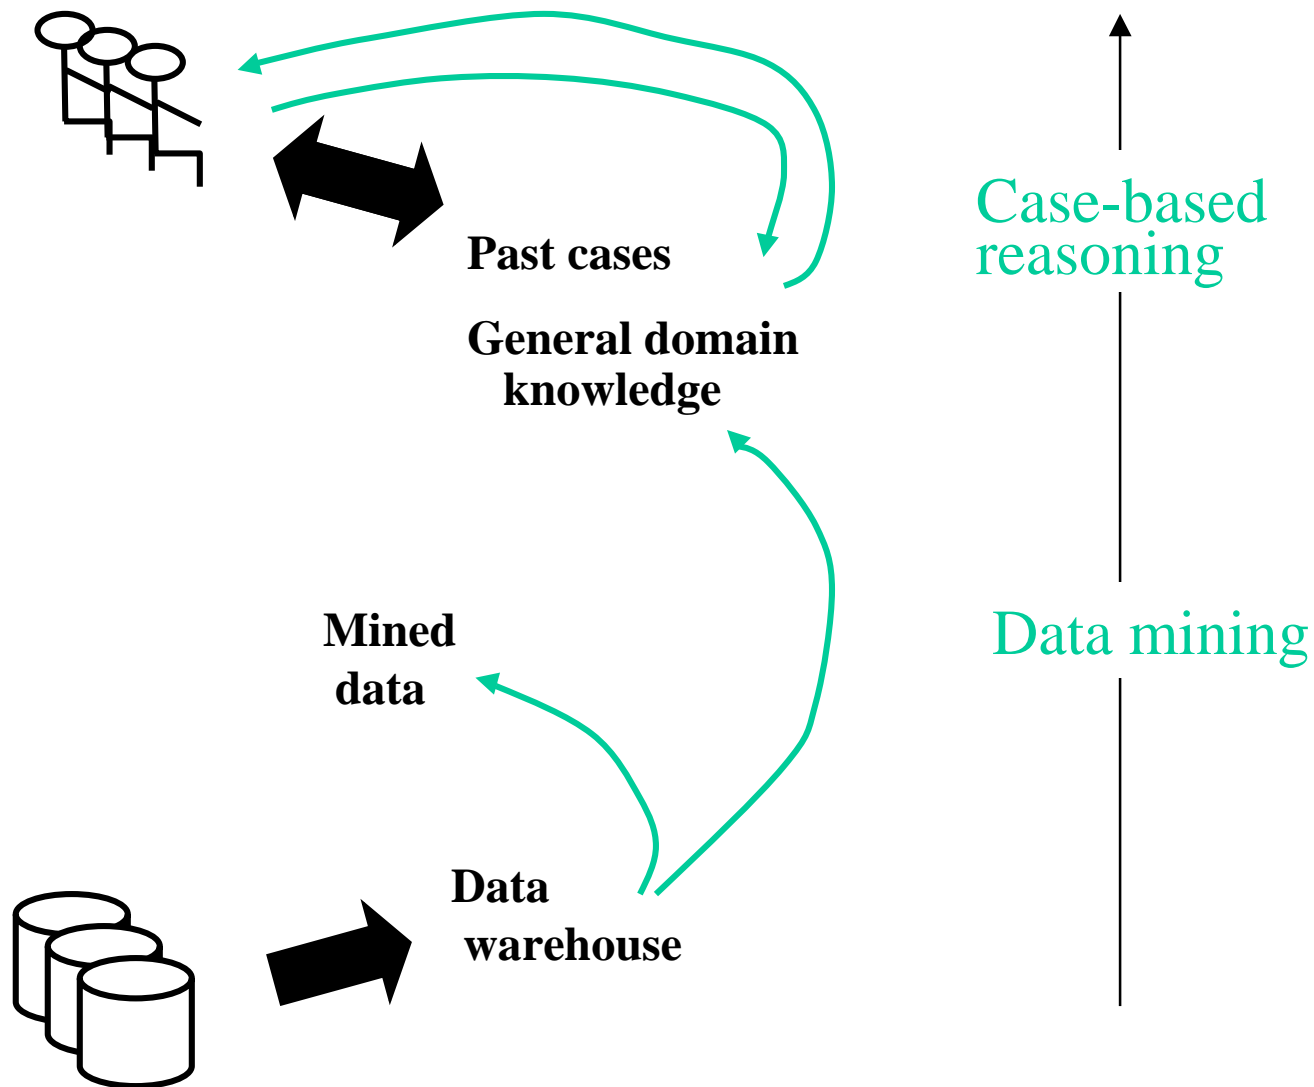 Case-based
reasoning
Past cases
General domain
knowledge
Mined
data
Data mining
Data
warehouse